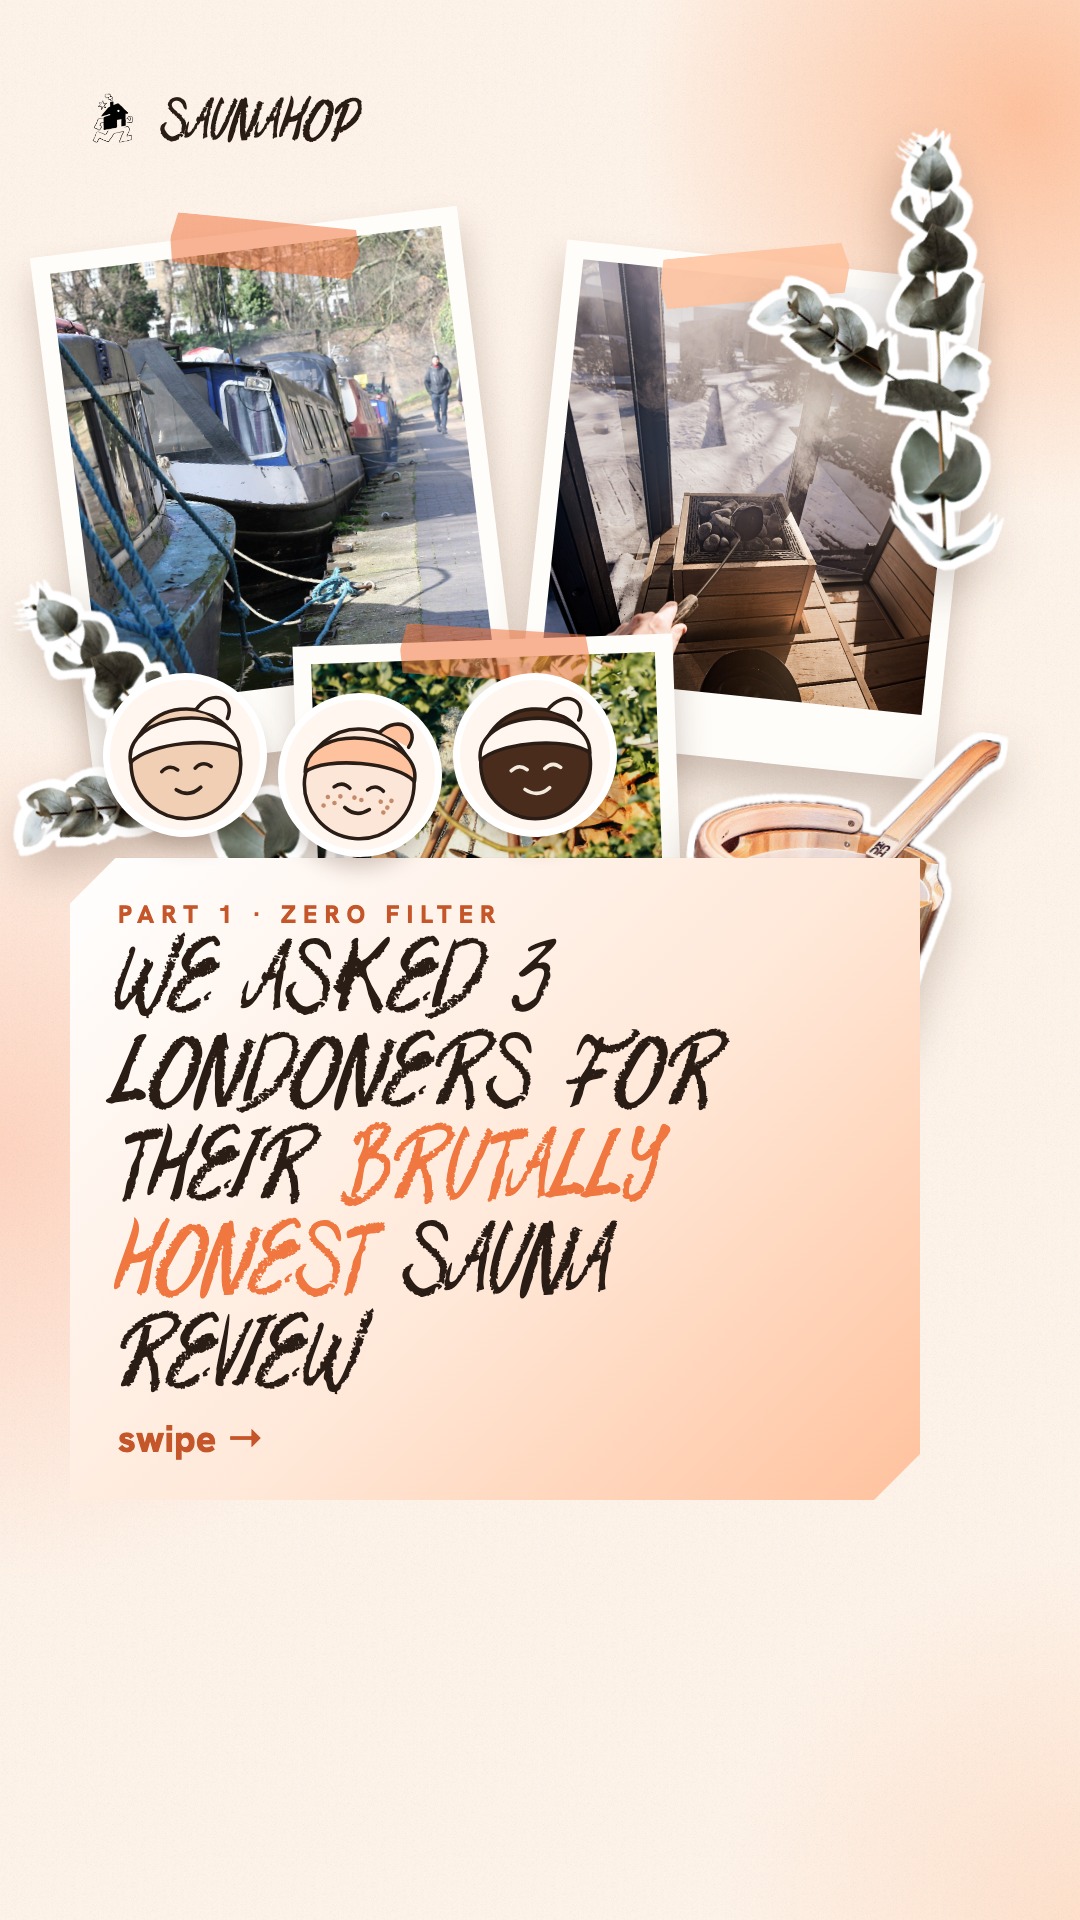 SAUNAHOP
PART 1 · ZERO FILTER
WE ASKED 3
LONDONERS FOR
THEIR BRUTALLY
HONEST SAUNA
REVIEW
swipe →